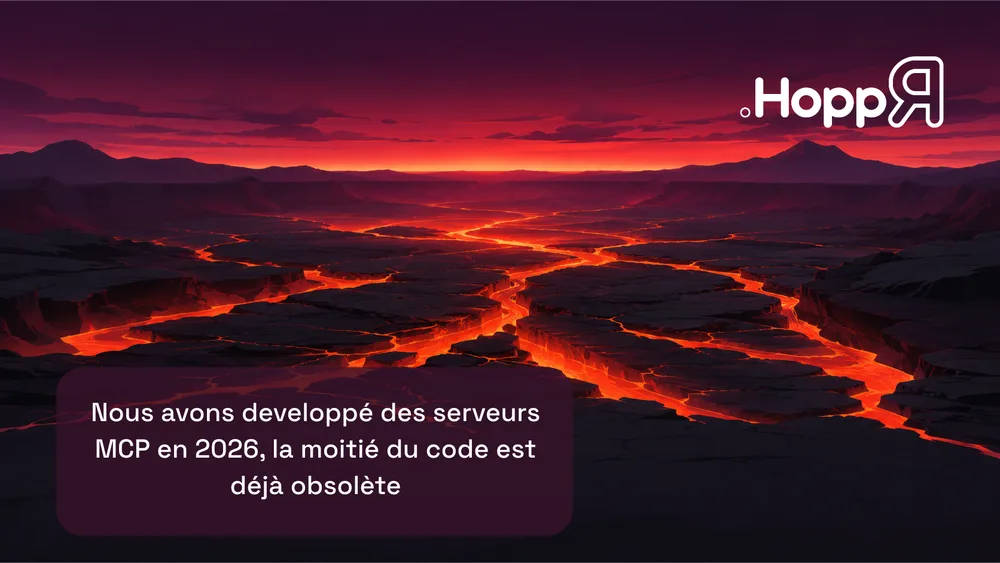 .HoppR
Nous avons developpé des serveurs
MCP en 2026, la moitié du code est
déjà obsolète